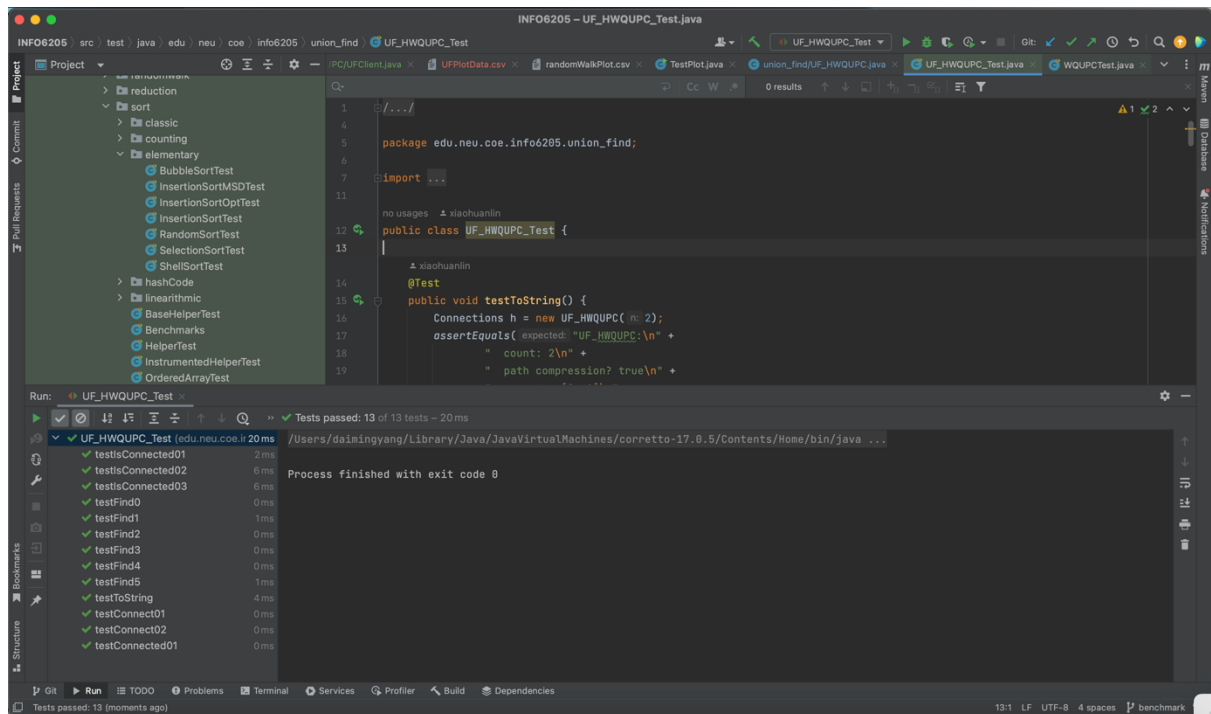 INFO6205 – UF_HWQUPC_Test.java
INFO6205 〉 src 〉 test 〉 java 〉 edu 〉 neu 〉 coe 〉 info6205 〉 union_find 〉 UF_HWQUPC_Test
UF_HWQUPC_Test
Git:
Project
/PC/UFClient.java × UFPlotData.csv × randomWalkPlot.csv × TestPlot.java × union_find/UF_HWQUPC.java × UF_HWQUPC_Test.java × WQUPCTest.java ×
Cc W .* 0 results
Project
Commit
Pull Requests
randomwalk
reduction
sort
classic
counting
elementary
BubbleSortTest
InsertionSortMSDTest
InsertionSortOptTest
InsertionSortTest
RandomSortTest
SelectionSortTest
ShellSortTest
hashCode
linearithmic
BaseHelperTest
Benchmarks
HelperTest
InstrumentedHelperTest
OrderedArrayTest
1 /.../
4
5 package edu.neu.coe.info6205.union_find;
6
7 import ...
11
no usages xiaohuanlin
12 public class UF_HWQUPC_Test {
13
xiaohuanlin
14 @Test
15 public void testToString() {
16 Connections h = new UF_HWQUPC( n: 2);
17 assertEquals( expected: "UF_HWQUPC:\n" +
18 "  count: 2\n" +
19 "  path compression? true\n" +
1 2
Maven
Database
Notifications
Run: UF_HWQUPC_Test ×
Tests passed: 13 of 13 tests – 20 ms
UF_HWQUPC_Test (edu.neu.coe.ir 20 ms
testIsConnected01 2 ms
testIsConnected02 6 ms
testIsConnected03 6 ms
testFind0 0 ms
testFind1 1 ms
testFind2 0 ms
testFind3 0 ms
testFind4 0 ms
testFind5 1 ms
testToString 4 ms
testConnect01 0 ms
testConnect02 0 ms
testConnected01 0 ms
/Users/daimingyang/Library/Java/JavaVirtualMachines/corretto-17.0.5/Contents/Home/bin/java ...
Process finished with exit code 0
Bookmarks
Structure
Git Run TODO Problems Terminal Services Profiler Build Dependencies
Tests passed: 13 (moments ago)
13:1 LF UTF-8 4 spaces benchmark